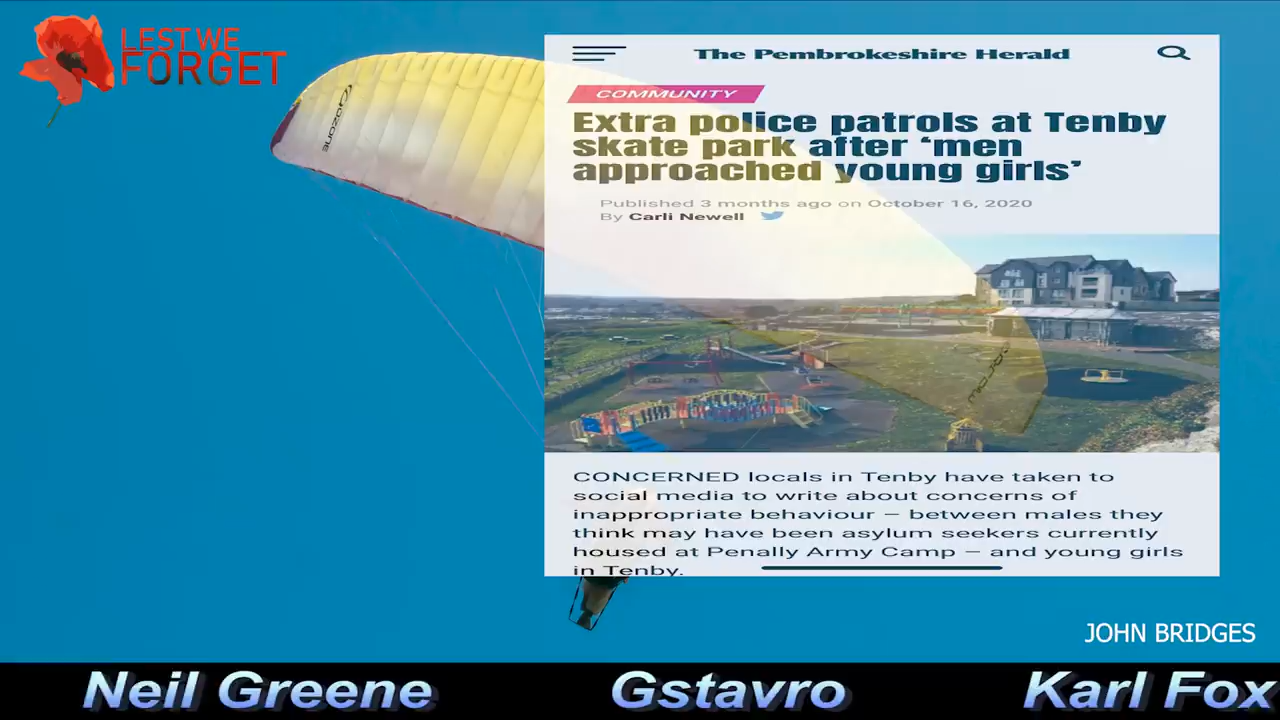 LEST WE
FORGET
ozone
The Pembrokeshire Herald
COMMUNITY
Extra police patrols at Tenby
skate park after ‘men
approached young girls’
Published 3 months ago on October 16, 2020
By Carli Newell
CONCERNED locals in Tenby have taken to
social media to write about concerns of
inappropriate behaviour – between males they
think may have been asylum seekers currently
housed at Penally Army Camp – and young girls
in Tenby.
JOHN BRIDGES
Neil Greene Gstavro Karl Fox